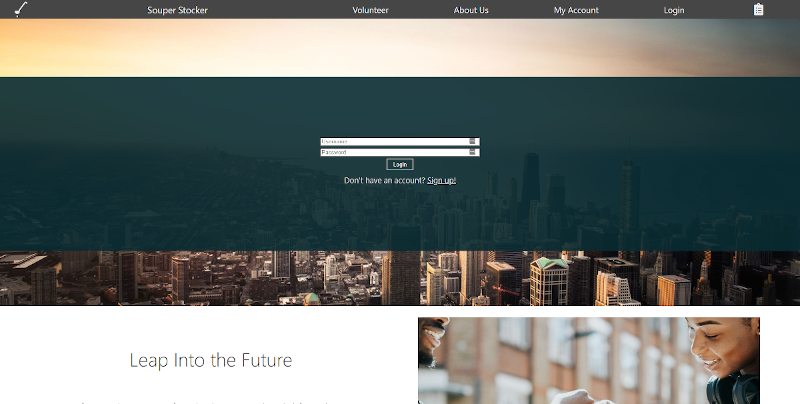 Souper Stocker
Volunteer
About Us
My Account
Login
Username
Password
Login
Don't have an account? Sign up!
Leap Into the Future